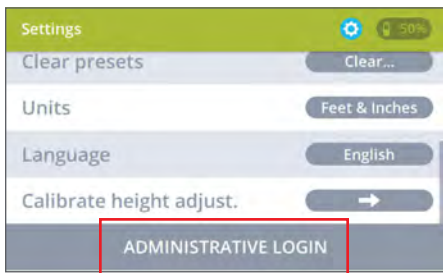 Settings
50%
Clear presets
Clear...
Units
Feet & Inches
Language
English
Calibrate height adjust.
ADMINISTRATIVE LOGIN